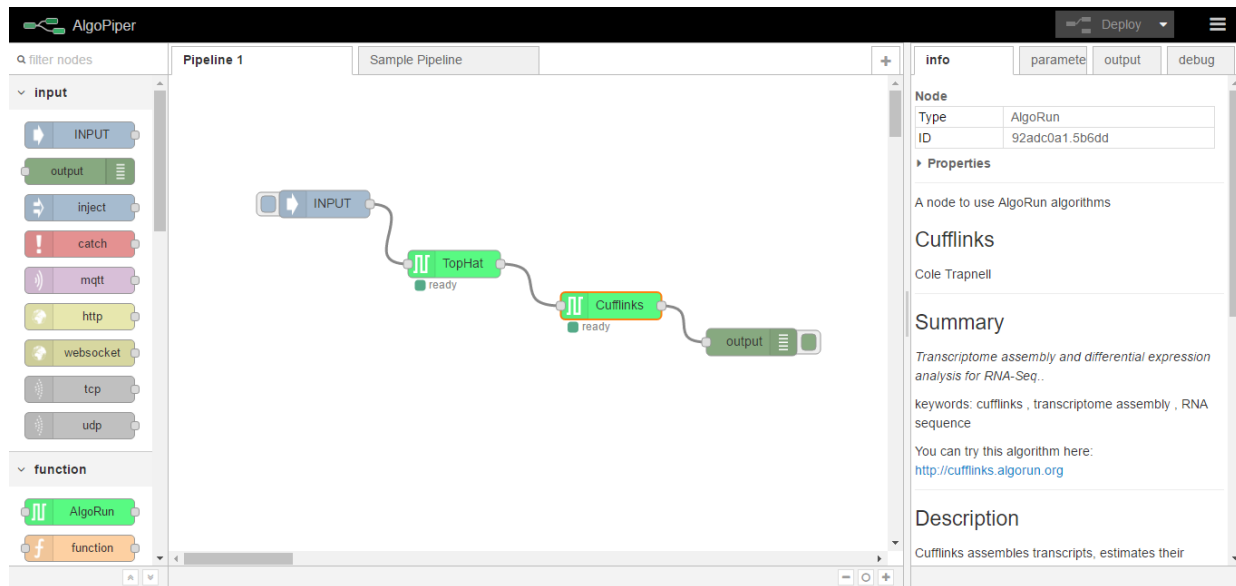 AlgoPiper
Deploy
filter nodes
input
INPUT
output
inject
catch
mqtt
http
websocket
tcp
udp
function
AlgoRun
function
Pipeline 1
Sample Pipeline
INPUT
TopHat
ready
Cufflinks
ready
output
info
paramete
output
debug
Node
Type AlgoRun
ID 92adc0a1.5b6dd
Properties
A node to use AlgoRun algorithms
Cufflinks
Cole Trapnell
Summary
Transcriptome assembly and differential expression
analysis for RNA-Seq..
keywords: cufflinks , transcriptome assembly , RNA
sequence
You can try this algorithm here:
http://cufflinks.algorun.org
Description
Cufflinks assembles transcripts, estimates their